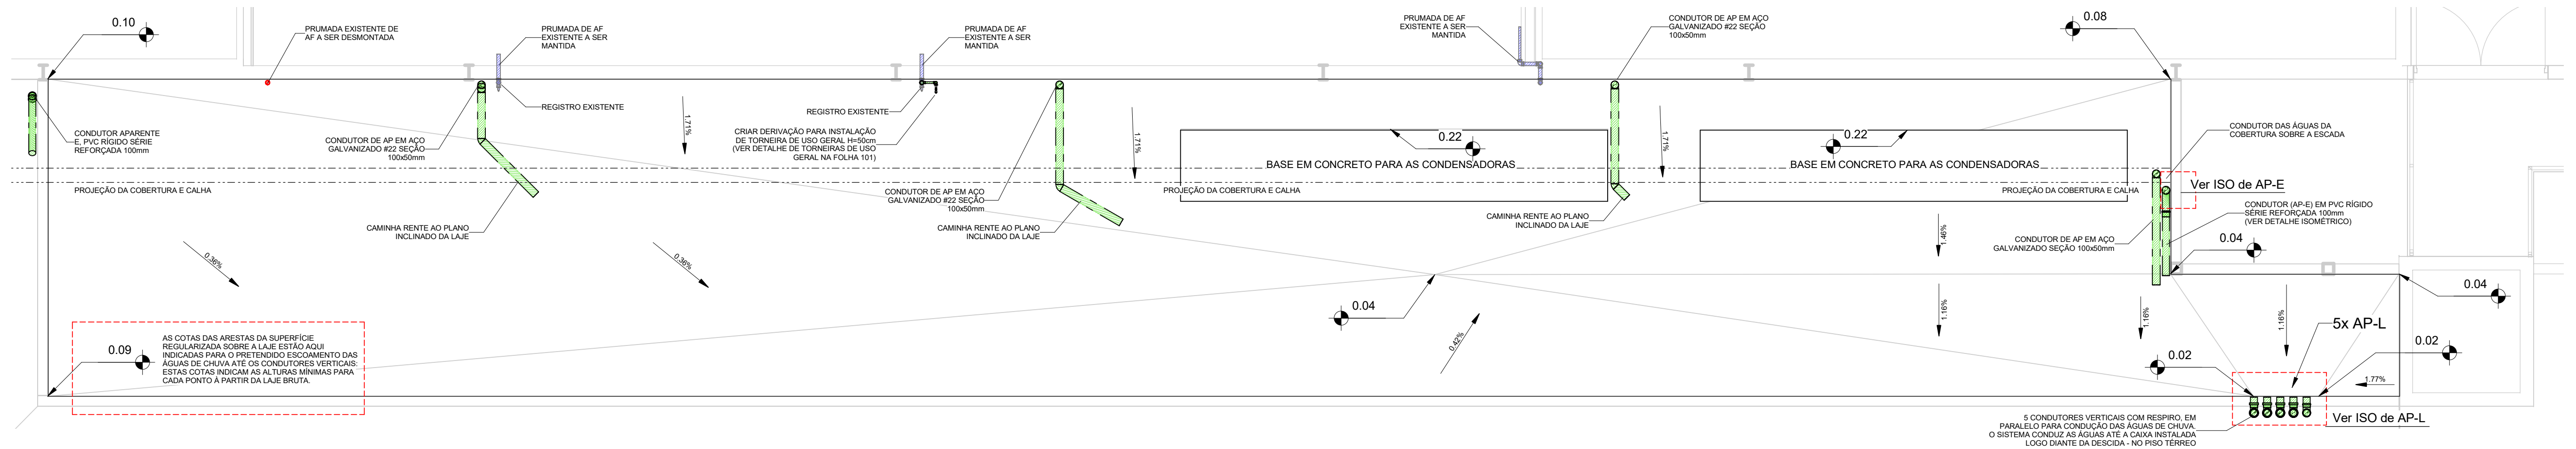 0.10
PRUMADA EXISTENTE DE
AF A SER DESMONTADA
PRUMADA DE AF
EXISTENTE A SER
MANTIDA
PRUMADA DE AF
EXISTENTE A SER
MANTIDA
PRUMADA DE AF
EXISTENTE A SER
MANTIDA
CONDUTOR DE AP EM AÇO
GALVANIZADO #22 SEÇÃO
100x50mm
0.08
REGISTRO EXISTENTE
REGISTRO EXISTENTE
CONDUTOR APARENTE
E, PVC RÍGIDO SÉRIE
REFORÇADA 100mm
CONDUTOR DE AP EM AÇO
GALVANIZADO #22 SEÇÃO
100x50mm
1.71%
CRIAR DERIVAÇÃO PARA INSTALAÇÃO
DE TORNEIRA DE USO GERAL H=50cm
(VER DETALHE DE TORNEIRAS DE USO
GERAL NA FOLHA 101)
1.71%
0.22
BASE EM CONCRETO PARA AS CONDENSADORAS
1.71%
0.22
BASE EM CONCRETO PARA AS CONDENSADORAS
CONDUTOR DAS ÁGUAS DA
COBERTURA SOBRE A ESCADA
PROJEÇÃO DA COBERTURA E CALHA
CONDUTOR DE AP EM AÇO
GALVANIZADO #22 SEÇÃO
100x50mm
PROJEÇÃO DA COBERTURA E CALHA
PROJEÇÃO DA COBERTURA E CALHA
Ver ISO de AP-E
CONDUTOR (AP-E) EM PVC RÍGIDO
SÉRIE REFORÇADA 100mm
(VER DETALHE ISOMÉTRICO)
CAMINHA RENTE AO PLANO
INCLINADO DA LAJE
CAMINHA RENTE AO PLANO
INCLINADO DA LAJE
CAMINHA RENTE AO PLANO
INCLINADO DA LAJE
1.46%
CONDUTOR DE AP EM AÇO
GALVANIZADO SEÇÃO 100x50mm
0.04
0.36%
0.36%
0.04
0.04
1.16%
1.16%
1.16%
5x AP-L
0.42%
0.09
AS COTAS DAS ARESTAS DA SUPERFÍCIE
REGULARIZADA SOBRE A LAJE ESTÃO AQUI
INDICADAS PARA O PRETENDIDO ESCOAMENTO DAS
ÁGUAS DE CHUVA ATÉ OS CONDUTORES VERTICAIS:
ESTAS COTAS INDICAM AS ALTURAS MÍNIMAS PARA
CADA PONTO À PARTIR DA LAJE BRUTA.
0.02
0.02
1.77%
5 CONDUTORES VERTICAIS COM RESPIRO, EM
PARALELO PARA CONDUÇÃO DAS ÁGUAS DE CHUVA.
O SISTEMA CONDUZ AS ÁGUAS ATÉ A CAIXA INSTALADA
LOGO DIANTE DA DESCIDA - NO PISO TÉRREO
Ver ISO de AP-L